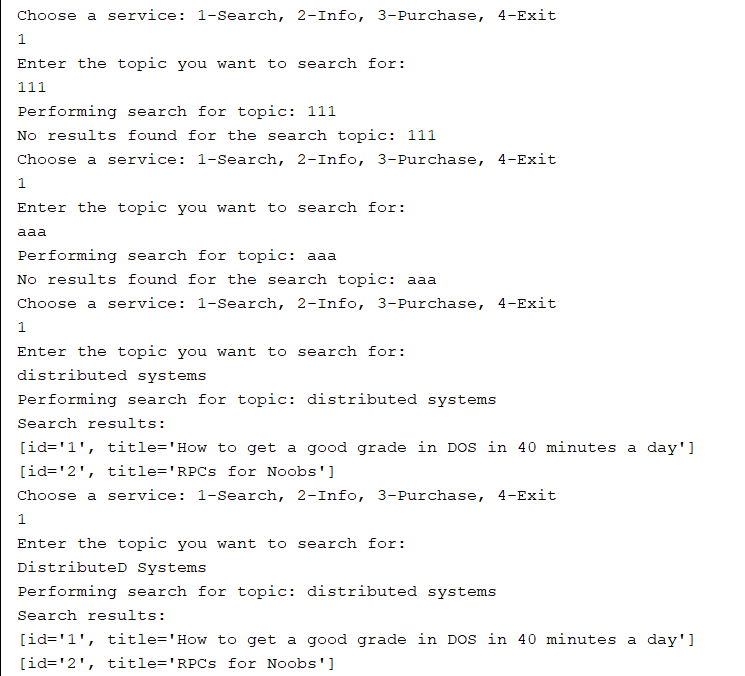 Choose a service: 1-Search, 2-Info, 3-Purchase, 4-Exit
1
Enter the topic you want to search for:
111
Performing search for topic: 111
No results found for the search topic: 111
Choose a service: 1-Search, 2-Info, 3-Purchase, 4-Exit
1
Enter the topic you want to search for:
aaa
Performing search for topic: aaa
No results found for the search topic: aaa
Choose a service: 1-Search, 2-Info, 3-Purchase, 4-Exit
1
Enter the topic you want to search for:
distributed systems
Performing search for topic: distributed systems
Search results:
[id='1', title='How to get a good grade in DOS in 40 minutes a day']
[id='2', title='RPCs for Noobs']
Choose a service: 1-Search, 2-Info, 3-Purchase, 4-Exit
1
Enter the topic you want to search for:
DistributeD Systems
Performing search for topic: distributed systems
Search results:
[id='1', title='How to get a good grade in DOS in 40 minutes a day']
[id='2', title='RPCs for Noobs']